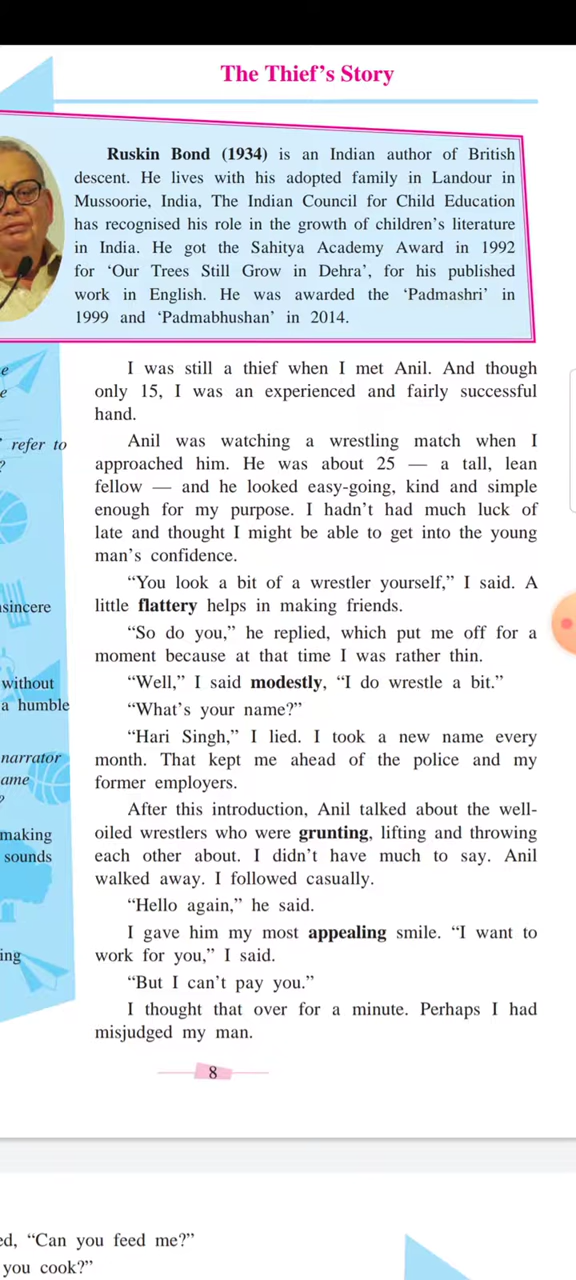 The Thief's Story
Ruskin Bond (1934) is an Indian author of British
descent. He lives with his adopted family in Landour in
Mussoorie, India, The Indian Council for Child Education
has recognised his role in the growth of children's literature
in India. He got the Sahitya Academy Award in 1992
for 'Our Trees Still Grow in Dehra', for his published
work in English. He was awarded the 'Padmashri' in
1999 and 'Padmabhushan' in 2014.
e
e
refer to
?
sincere
without
a humble
narrator
ame
?
making
sounds
ing
I was still a thief when I met Anil. And though
only 15, I was an experienced and fairly successful
hand.
Anil was watching a wrestling match when I
approached him. He was about 25 — a tall, lean
fellow — and he looked easy-going, kind and simple
enough for my purpose. I hadn't had much luck of
late and thought I might be able to get into the young
man's confidence.
"You look a bit of a wrestler yourself," I said. A
little flattery helps in making friends.
"So do you," he replied, which put me off for a
moment because at that time I was rather thin.
"Well," I said modestly, "I do wrestle a bit."
"What's your name?"
"Hari Singh," I lied. I took a new name every
month. That kept me ahead of the police and my
former employers.
After this introduction, Anil talked about the well-
oiled wrestlers who were grunting, lifting and throwing
each other about. I didn't have much to say. Anil
walked away. I followed casually.
"Hello again," he said.
I gave him my most appealing smile. "I want to
work for you," I said.
"But I can't pay you."
I thought that over for a minute. Perhaps I had
misjudged my man.
8
ed, "Can you feed me?"
you cook?"